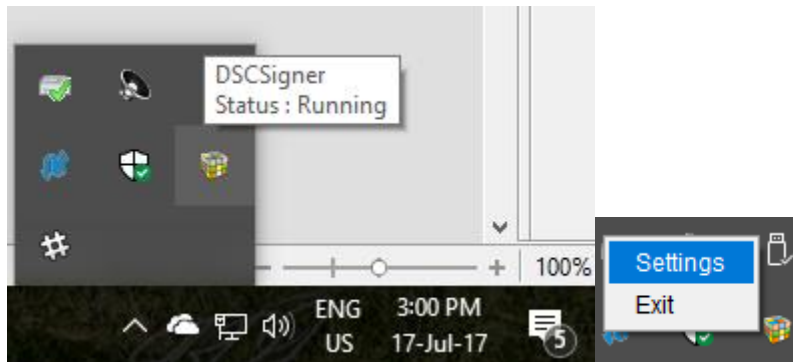 DSCSigner
Status : Running
100%
ENG
US
3:00 PM
17-Jul-17
5
Settings
Exit